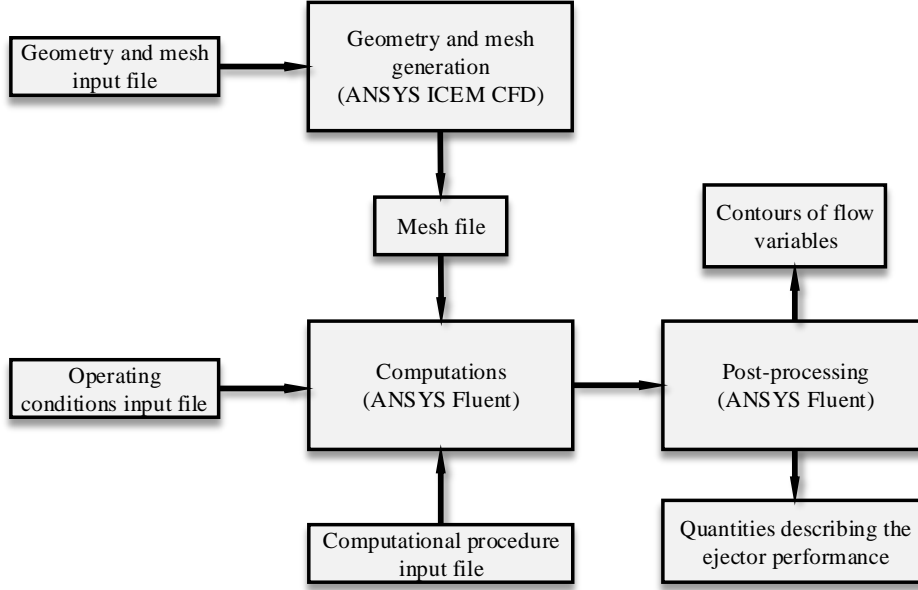 Geometry and mesh
input file
Geometry and mesh
generation
(ANSYS ICEM CFD)
Mesh file
Contours of flow
variables
Operating
conditions input file
Computations
(ANSYS Fluent)
Post-processing
(ANSYS Fluent)
Computational procedure
input file
Quantities describing the
ejector performance